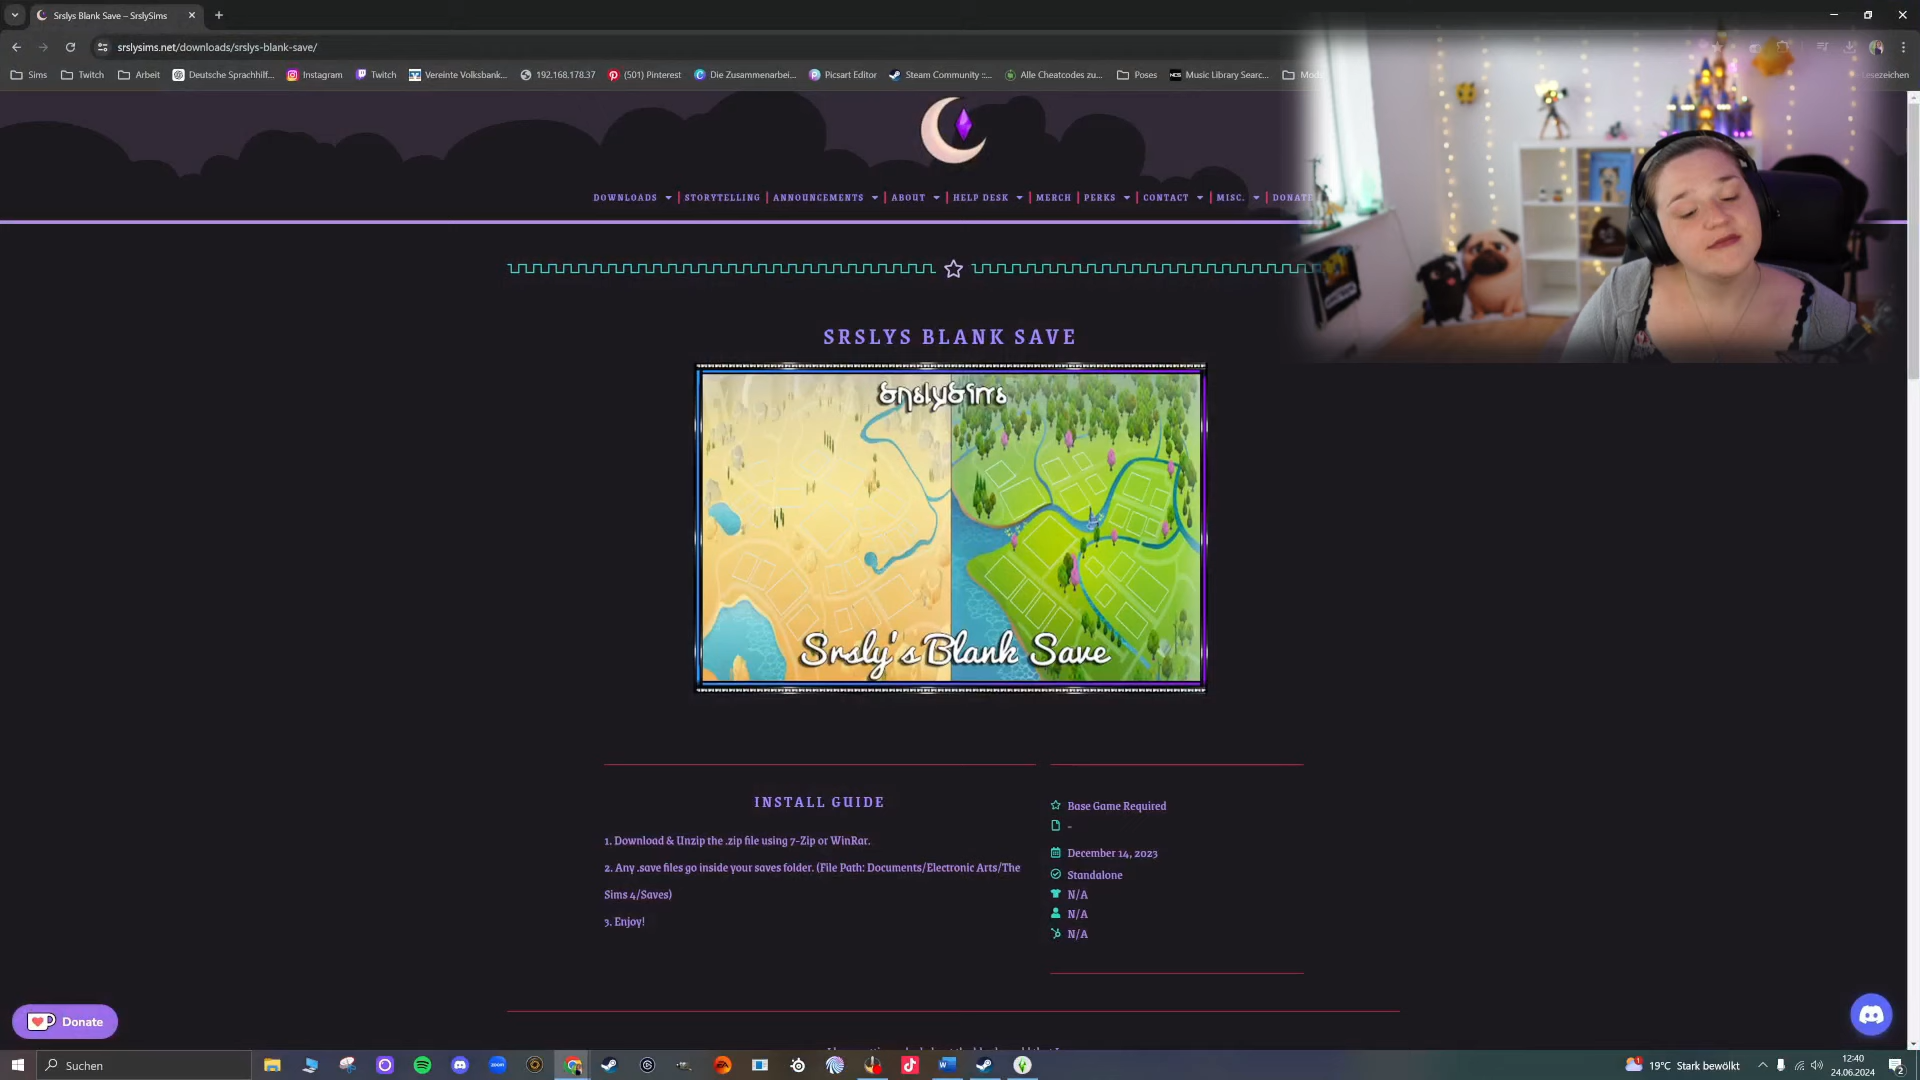 Srslys Blank Save – SrslySims
srslysims.net/downloads/srslys-blank-save/
Sims
Twitch
Arbeit
Deutsche Sprachhilf...
Instagram
Twitch
Vereinte Volksbank...
192.168.178.37
(501) Pinterest
Die Zusammenarbei...
Picsart Editor
Steam Community ::...
Alle Cheatcodes zu...
Poses
Music Library Searc...
Lesezeichen
DOWNLOADS
STORYTELLING
ANNOUNCEMENTS
ABOUT
HELP DESK
MERCH
PERKS
CONTACT
MISC.
DONATE
SRSLYS BLANK SAVE
SrslySims
Srsly's Blank Save
INSTALL GUIDE
1. Download & Unzip the .zip file using 7-Zip or WinRar.
2. Any .save files go inside your saves folder. (File Path: Documents/Electronic Arts/The
Sims 4/Saves)
3. Enjoy!
Base Game Required
-
December 14, 2023
Standalone
N/A
N/A
N/A
Donate
Suchen
19°C Stark bewölkt
12:40
24.06.2024